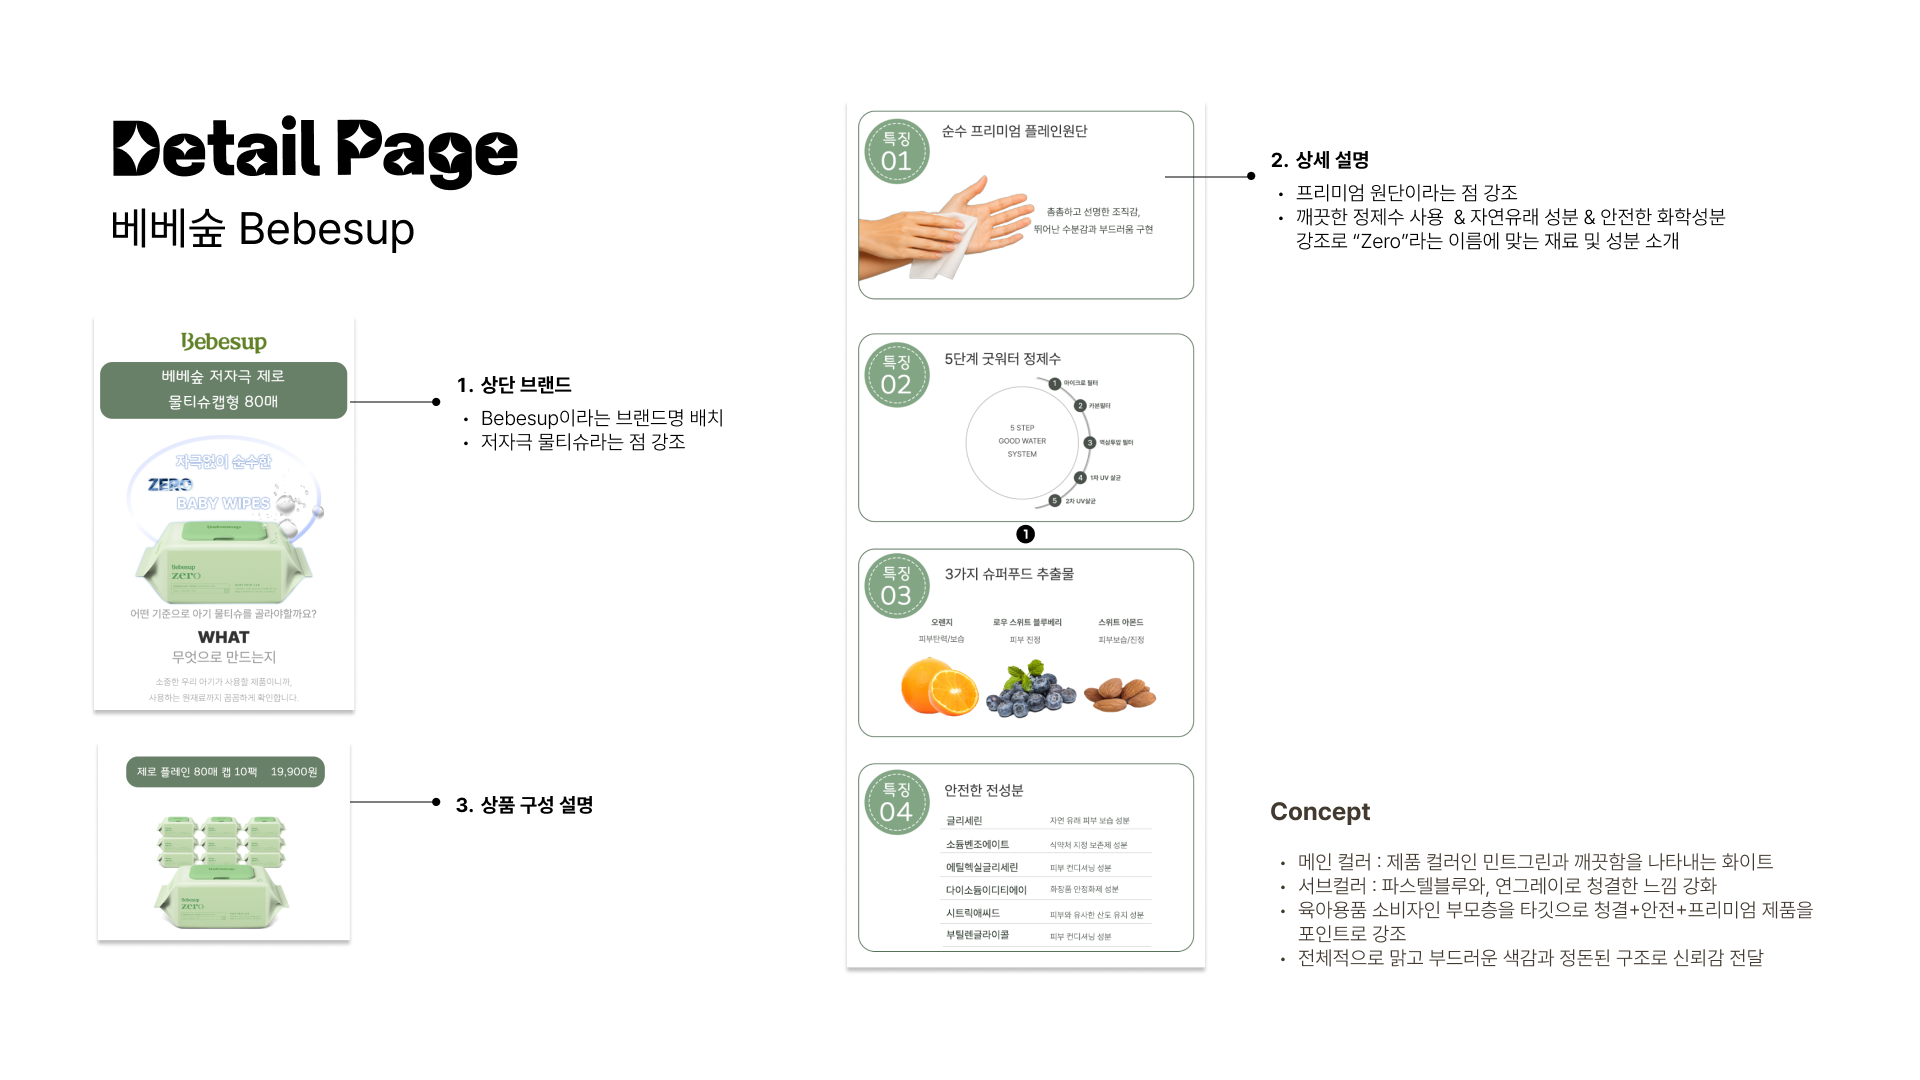 Detail Page
베베숲 Bebesup
Bebesup
베베숲 저자극 제로
물티슈캡형 80매
자극없이 순수한
ZERO
BABY WIPES
Bebesup
zero
어떤 기준으로 아기 물티슈를 골라야할까요?
WHAT
무엇으로 만드는지
소중한 우리 아기가 사용할 제품이니까,
사용하는 원재료까지 꼼꼼하게 확인합니다.
1. 상단 브랜드
• Bebesup이라는 브랜드명 배치
• 저자극 물티슈라는 점 강조
제로 플레인 80매 캡 10팩 19,900원
Bebesup
zero
3. 상품 구성 설명
특징
01
순수 프리미엄 플레인원단
촘촘하고 선명한 조직감,
뛰어난 수분감과 부드러움 구현
특징
02
5단계 굿워터 정제수
5 STEP
GOOD WATER
SYSTEM
1 마이크로 필터
2 카본필터
3 역삼투압 필터
4 1차 UV 살균
5 2차 UV살균
1
특징
03
3가지 슈퍼푸드 추출물
오렌지
피부탄력/보습
로우 스위트 블루베리
피부 진정
스위트 아몬드
피부보습/진정
특징
04
안전한 전성분
글리세린 자연 유래 피부 보습 성분
소듐벤조에이트 식약처 지정 보존제 성분
에틸헥실글리세린 피부 컨디셔닝 성분
다이소듐이디티에이 화장품 안정화제 성분
시트릭애씨드 피부와 유사한 산도 유지 성분
부틸렌글라이콜 피부 컨디셔닝 성분
2. 상세 설명
• 프리미엄 원단이라는 점 강조
• 깨끗한 정제수 사용 & 자연유래 성분 & 안전한 화학성분
강조로 “Zero”라는 이름에 맞는 재료 및 성분 소개
Concept
• 메인 컬러 : 제품 컬러인 민트그린과 깨끗함을 나타내는 화이트
• 서브컬러 : 파스텔블루와, 연그레이로 청결한 느낌 강화
• 육아용품 소비자인 부모층을 타깃으로 청결+안전+프리미엄 제품을
포인트로 강조
• 전체적으로 맑고 부드러운 색감과 정돈된 구조로 신뢰감 전달